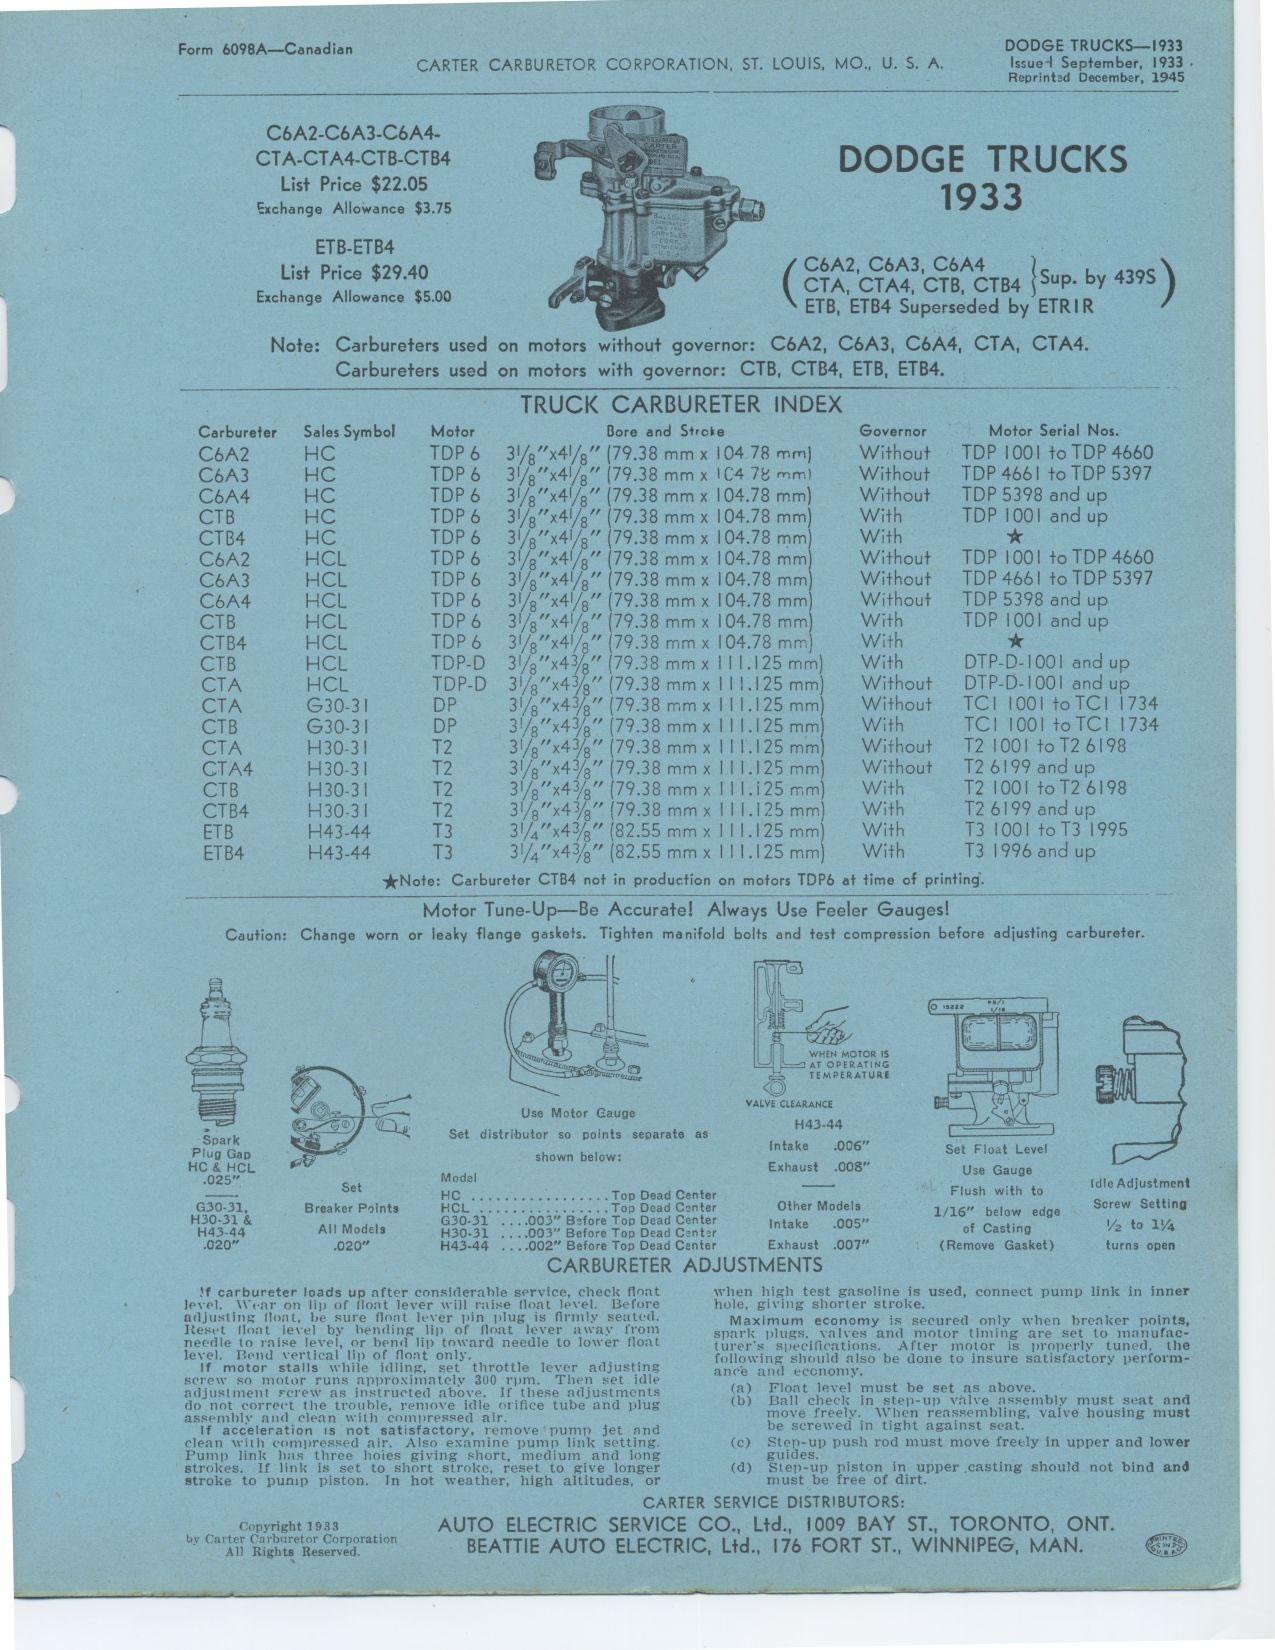 Form 6098A—Canadian
CARTER CARBURETOR CORPORATION, ST. LOUIS, MO., U. S. A.
DODGE TRUCKS—1933
Issued September, 1933
Reprinted December, 1945
C6A2-C6A3-C6A4-
CTA-CTA4-CTB-CTB4
List Price $22.05
Exchange Allowance $3.75
ETB-ETB4
List Price $29.40
Exchange Allowance $5.00
CARTER
CHRYSLER
CORP.
DODGE TRUCKS
1933
( C6A2, C6A3, C6A4
CTA, CTA4, CTB, CTB4 } Sup. by 439S )
ETB, ETB4 Superseded by ETRIR
Note: Carbureters used on motors without governor: C6A2, C6A3, C6A4, CTA, CTA4.
Carbureters used on motors with governor: CTB, CTB4, ETB, ETB4.
TRUCK CARBURETER INDEX
Carbureter Sales Symbol Motor Bore and Stroke Governor Motor Serial Nos.
C6A2 HC TDP 6 3 1/8"x4 1/8" (79.38 mm x 104 78 mm) Without TDP 1001 to TDP 4660
C6A3 HC TDP 6 3 1/8"x4 1/8" (79.38 mm x 104 78 mm) Without TDP 4661 to TDP 5397
C6A4 HC TDP 6 3 1/8"x4 1/8" (79.38 mm x 104.78 mm) Without TDP 5398 and up
CTB HC TDP 6 3 1/8"x4 1/8" (79.38 mm x 104.78 mm) With TDP 1001 and up
CTB4 HC TDP 6 3 1/8"x4 1/8" (79.38 mm x 104.78 mm) With ★
C6A2 HCL TDP 6 3 1/8"x4 1/8" (79.38 mm x 104.78 mm) Without TDP 1001 to TDP 4660
C6A3 HCL TDP 6 3 1/8"x4 1/8" (79.38 mm x 104.78 mm) Without TDP 4661 to TDP 5397
C6A4 HCL TDP 6 3 1/8"x4 1/8" (79.38 mm x 104.78 mm) Without TDP 5398 and up
CTB HCL TDP 6 3 1/8"x4 1/8" (79.38 mm x 104.78 mm) With TDP 1001 and up
CTB4 HCL TDP 6 3 1/8"x4 1/8" (79.38 mm x 104.78 mm) With ★
CTB HCL TDP-D 3 1/8"x4 3/8" (79.38 mm x 111.125 mm) With DTP-D-1001 and up
CTA HCL TDP-D 3 1/8"x4 3/8" (79.38 mm x 111.125 mm) Without DTP-D-1001 and up
CTA G30-31 DP 3 1/8"x4 3/8" (79.38 mm x 111.125 mm) Without TC1 1001 to TC1 1734
CTB G30-31 DP 3 1/8"x4 3/8" (79.38 mm x 111.125 mm) With TC1 1001 to TC1 1734
CTA H30-31 T2 3 1/8"x4 3/8" (79.38 mm x 111.125 mm) Without T2 1001 to T2 6198
CTA4 H30-31 T2 3 1/8"x4 3/8" (79.38 mm x 111.125 mm) Without T2 6199 and up
CTB H30-31 T2 3 1/8"x4 3/8" (79.38 mm x 111.125 mm) With T2 1001 to T2 6198
CTB4 H30-31 T2 3 1/8"x4 3/8" (79.38 mm x 111.125 mm) With T2 6199 and up
ETB H43-44 T3 3 1/4"x4 3/8" (82.55 mm x 111.125 mm) With T3 1001 to T3 1995
ETB4 H43-44 T3 3 1/4"x4 3/8" (82.55 mm x 111.125 mm) With T3 1996 and up
★Note: Carbureter CTB4 not in production on motors TDP6 at time of printing.
Motor Tune-Up—Be Accurate! Always Use Feeler Gauges!
Caution: Change worn or leaky flange gaskets. Tighten manifold bolts and test compression before adjusting carbureter.
Spark
Plug Gap
HC & HCL
.025"
G30-31,
H30-31 &
H43-44
.020"
Set
Breaker Points
All Models
.020"
Use Motor Gauge
Set distributor so points separate as
shown below:
Model
HC ................. Top Dead Center
HCL ................ Top Dead Center
G30-31 ....003" Before Top Dead Center
H30-31 ....003" Before Top Dead Center
H43-44 ....002" Before Top Dead Center
WHEN MOTOR IS
AT OPERATING
TEMPERATURE
VALVE CLEARANCE
H43-44
Intake .006"
Exhaust .008"
Other Models
Intake .005"
Exhaust .007"
15222
1/16
Set Float Level
Use Gauge
Flush with to
1/16" below edge
of Casting
(Remove Gasket)
Idle Adjustment
Screw Setting
1/2 to 1 1/4
turns open
CARBURETER ADJUSTMENTS
If carbureter loads up after considerable service, check float
level. Wear on lip of float lever will raise float level. Before
adjusting float, be sure float lever pin plug is firmly seated.
Reset float level by bending lip of float lever away from
needle to raise level, or bend lip toward needle to lower float
level. Bend vertical lip of float only.
If motor stalls while idling, set throttle lever adjusting
screw so motor runs approximately 300 rpm. Then set idle
adjustment screw as instructed above. If these adjustments
do not correct the trouble, remove idle orifice tube and plug
assembly and clean with compressed air.
If acceleration is not satisfactory, remove pump jet and
clean with compressed air. Also examine pump link setting.
Pump link has three holes giving short, medium and long
strokes. If link is set to short stroke, reset to give longer
stroke to pump piston. In hot weather, high altitudes, or
when high test gasoline is used, connect pump link in inner
hole, giving shorter stroke.
Maximum economy is secured only when breaker points,
spark plugs, valves and motor timing are set to manufac-
turer's specifications. After motor is properly tuned, the
following should also be done to insure satisfactory perform-
ance and economy.
(a) Float level must be set as above.
(b) Ball check in step-up valve assembly must seat and
move freely. When reassembling, valve housing must
be screwed in tight against seat.
(c) Step-up push rod must move freely in upper and lower
guides.
(d) Step-up piston in upper casting should not bind and
must be free of dirt.
CARTER SERVICE DISTRIBUTORS:
AUTO ELECTRIC SERVICE CO., Ltd., 1009 BAY ST., TORONTO, ONT.
BEATTIE AUTO ELECTRIC, Ltd., 176 FORT ST., WINNIPEG, MAN.
Copyright 1933
by Carter Carburetor Corporation
All Rights Reserved.
PRINTED
IN
U.S.A.